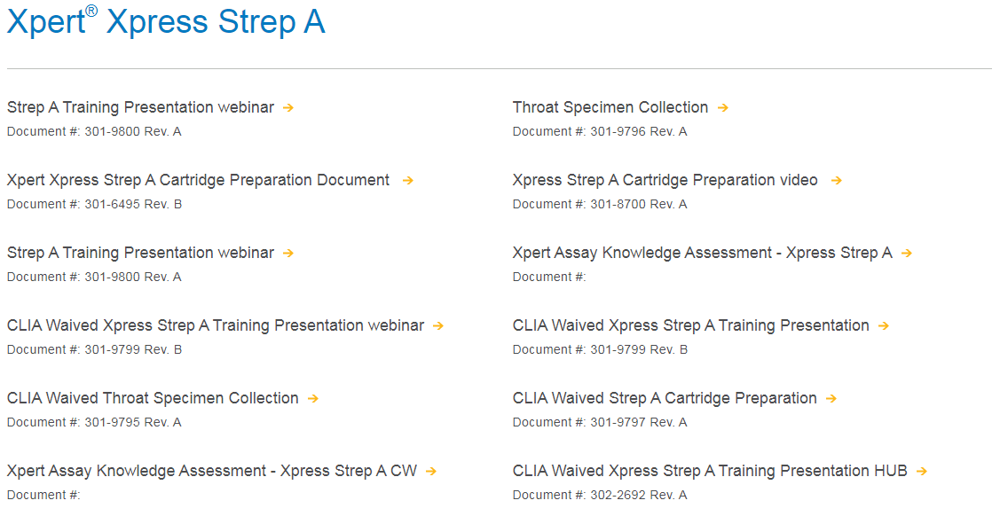 Xpert® Xpress Strep A
Strep A Training Presentation webinar →
Document #: 301-9800 Rev. A
Throat Specimen Collection →
Document #: 301-9796 Rev. A
Xpert Xpress Strep A Cartridge Preparation Document →
Document #: 301-6495 Rev. B
Xpress Strep A Cartridge Preparation video →
Document #: 301-8700 Rev. A
Strep A Training Presentation webinar →
Document #: 301-9800 Rev. A
Xpert Assay Knowledge Assessment - Xpress Strep A →
Document #:
CLIA Waived Xpress Strep A Training Presentation webinar →
Document #: 301-9799 Rev. B
CLIA Waived Xpress Strep A Training Presentation →
Document #: 301-9799 Rev. B
CLIA Waived Throat Specimen Collection →
Document #: 301-9795 Rev. A
CLIA Waived Strep A Cartridge Preparation →
Document #: 301-9797 Rev. A
Xpert Assay Knowledge Assessment - Xpress Strep A CW →
Document #:
CLIA Waived Xpress Strep A Training Presentation HUB →
Document #: 302-2692 Rev. A